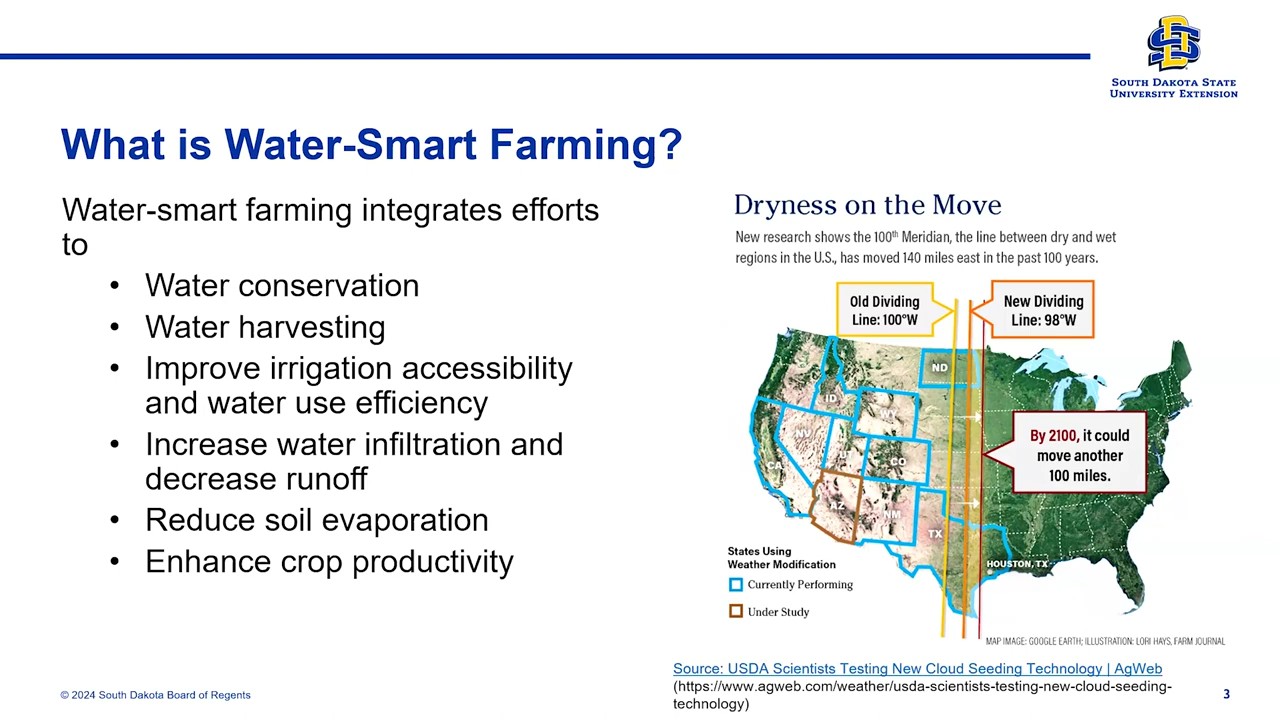 SOUTH DAKOTA STATE
UNIVERSITY EXTENSION
What is Water-Smart Farming?
Water-smart farming integrates efforts
to
• Water conservation
• Water harvesting
• Improve irrigation accessibility
and water use efficiency
• Increase water infiltration and
decrease runoff
• Reduce soil evaporation
• Enhance crop productivity
Dryness on the Move
New research shows the 100th Meridian, the line between dry and wet
regions in the U.S., has moved 140 miles east in the past 100 years.
Old Dividing
Line: 100°W
New Dividing
Line: 98°W
ND
ID
WY
NV
UT
CO
CA
AZ
NM
TX
By 2100, it could
move another
100 miles.
HOUSTON, TX
States Using
Weather Modification
Currently Performing
Under Study
MAP IMAGE: GOOGLE EARTH; ILLUSTRATION: LORI HAYS, FARM JOURNAL
Source: USDA Scientists Testing New Cloud Seeding Technology | AgWeb
(https://www.agweb.com/weather/usda-scientists-testing-new-cloud-seeding-
technology)
© 2024 South Dakota Board of Regents
3